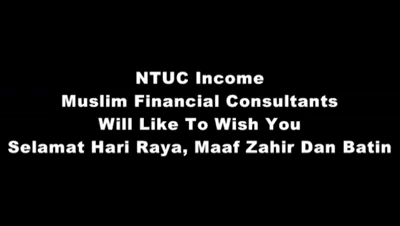 NTUC Income
Muslim Financial Consultants
Will Like To Wish You
Selamat Hari Raya, Maaf Zahir Dan Batin